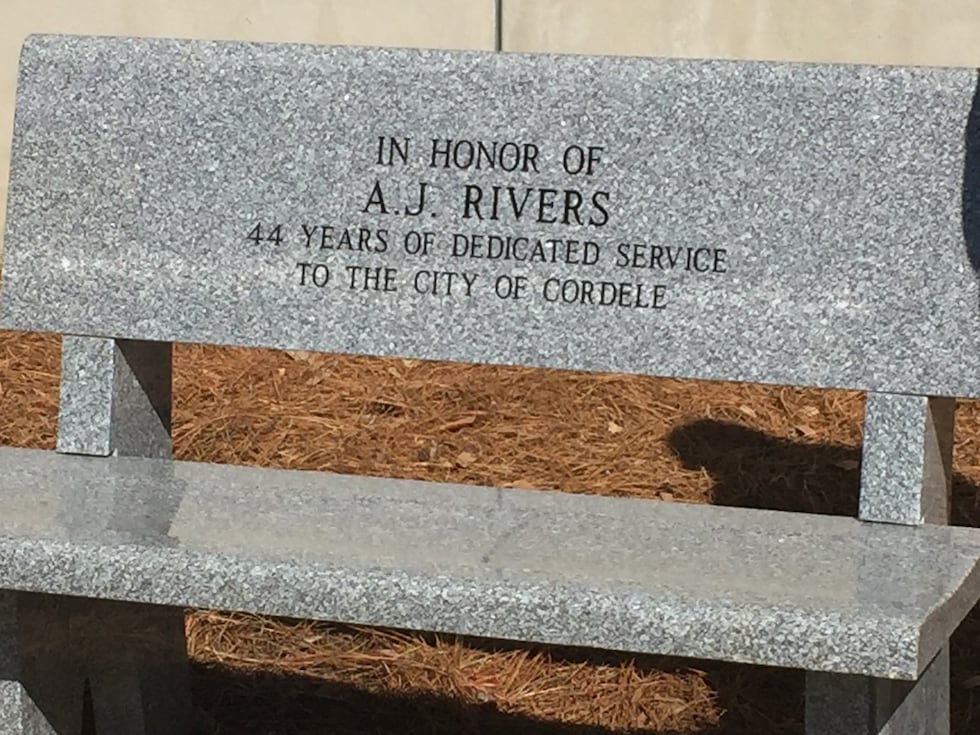 IN HONOR OF
A.J. RIVERS
44 YEARS OF DEDICATED SERVICE
TO THE CITY OF CORDELE